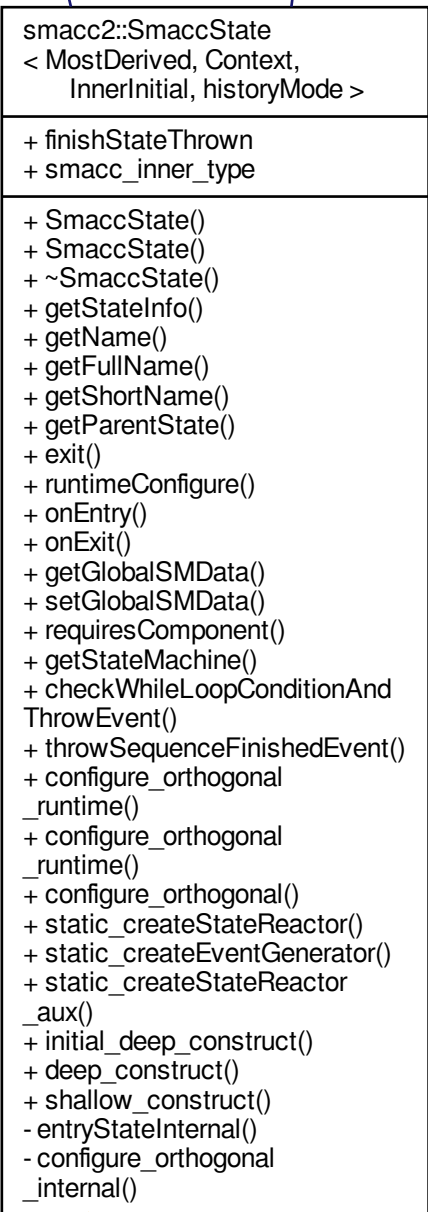 smacc2::SmaccState
< MostDerived, Context,
InnerInitial, historyMode >
+ finishStateThrown
+ smacc_inner_type
+ SmaccState()
+ SmaccState()
+ ~SmaccState()
+ getStateInfo()
+ getName()
+ getFullName()
+ getShortName()
+ getParentState()
+ exit()
+ runtimeConfigure()
+ onEntry()
+ onExit()
+ getGlobalSMData()
+ setGlobalSMData()
+ requiresComponent()
+ getStateMachine()
+ checkWhileLoopConditionAnd
ThrowEvent()
+ throwSequenceFinishedEvent()
+ configure_orthogonal
_runtime()
+ configure_orthogonal
_runtime()
+ configure_orthogonal()
+ static_createStateReactor()
+ static_createEventGenerator()
+ static_createStateReactor
_aux()
+ initial_deep_construct()
+ deep_construct()
+ shallow_construct()
- entryStateInternal()
- configure_orthogonal
_internal()